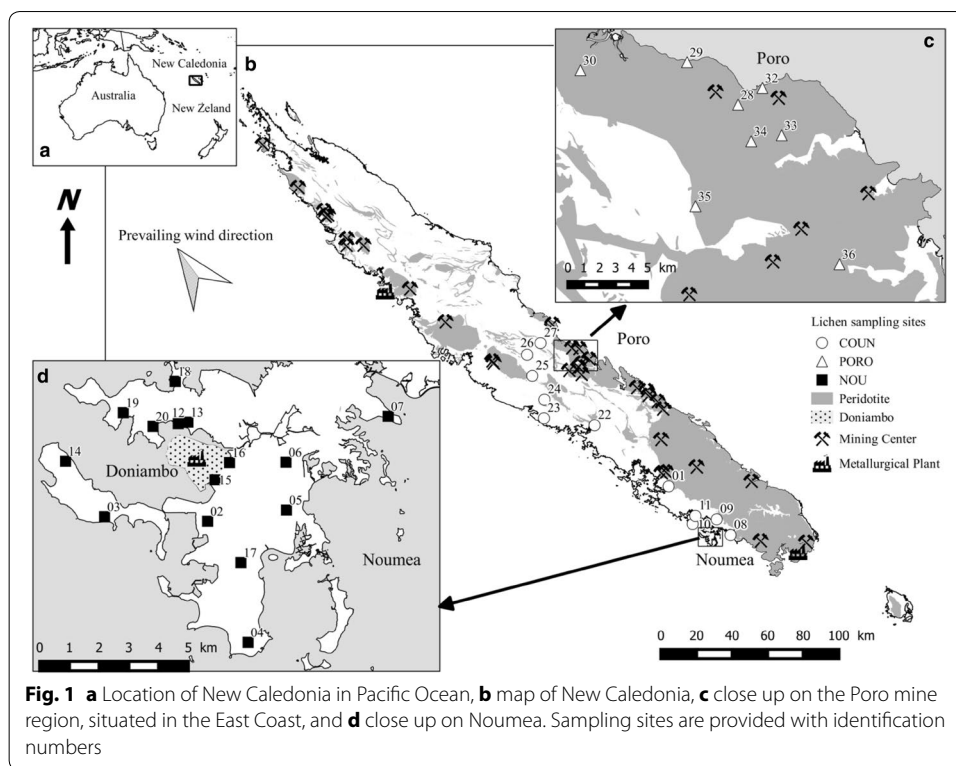 a
Australia
New Caledonia
New Żeland
b
N
Prevailing wind direction
c
Poro
30
29
32
28
34
33
35
36
0 1 2 3 4 5 km
Lichen sampling sites
COUN
PORO
NOU
Peridotite
Doniambo
Mining Center
Metallurgical Plant
27
26
25
24
23
22
Poro
01
11
09
10
08
Noumea
0 20 40 60 80 100 km
d
18
19
20
12
13
07
14
16
06
Doniambo
15
03
02
05
17
Noumea
04
0 1 2 3 4 5 km
Fig. 1 a Location of New Caledonia in Pacific Ocean, b map of New Caledonia, c close up on the Poro mine
region, situated in the East Coast, and d close up on Noumea. Sampling sites are provided with identification
numbers